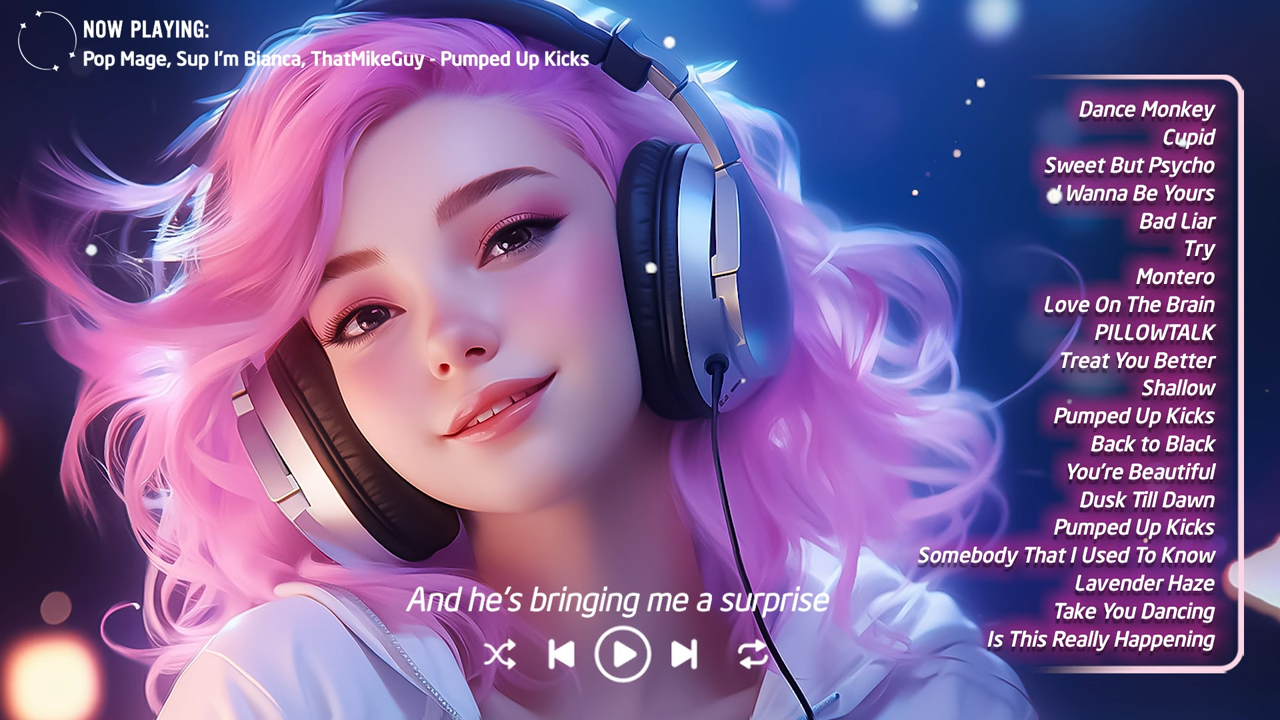 NOW PLAYING:
Pop Mage, Sup I'm Bianca, ThatMikeGuy - Pumped Up Kicks
Dance Monkey
Cupid
Sweet But Psycho
I Wanna Be Yours
Bad Liar
Try
Montero
Love On The Brain
PILLOWTALK
Treat You Better
Shallow
Pumped Up Kicks
Back to Black
You're Beautiful
Dusk Till Dawn
Pumped Up Kicks
Somebody That I Used To Know
Lavender Haze
Take You Dancing
Is This Really Happening
And he's bringing me a surprise